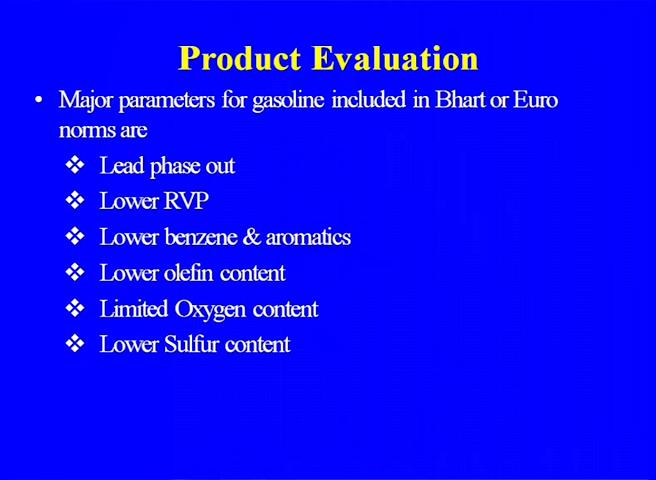 Product Evaluation
• Major parameters for gasoline included in Bhart or Euro
norms are
❖ Lead phase out
❖ Lower RVP
❖ Lower benzene & aromatics
❖ Lower olefin content
❖ Limited Oxygen content
❖ Lower Sulfur content